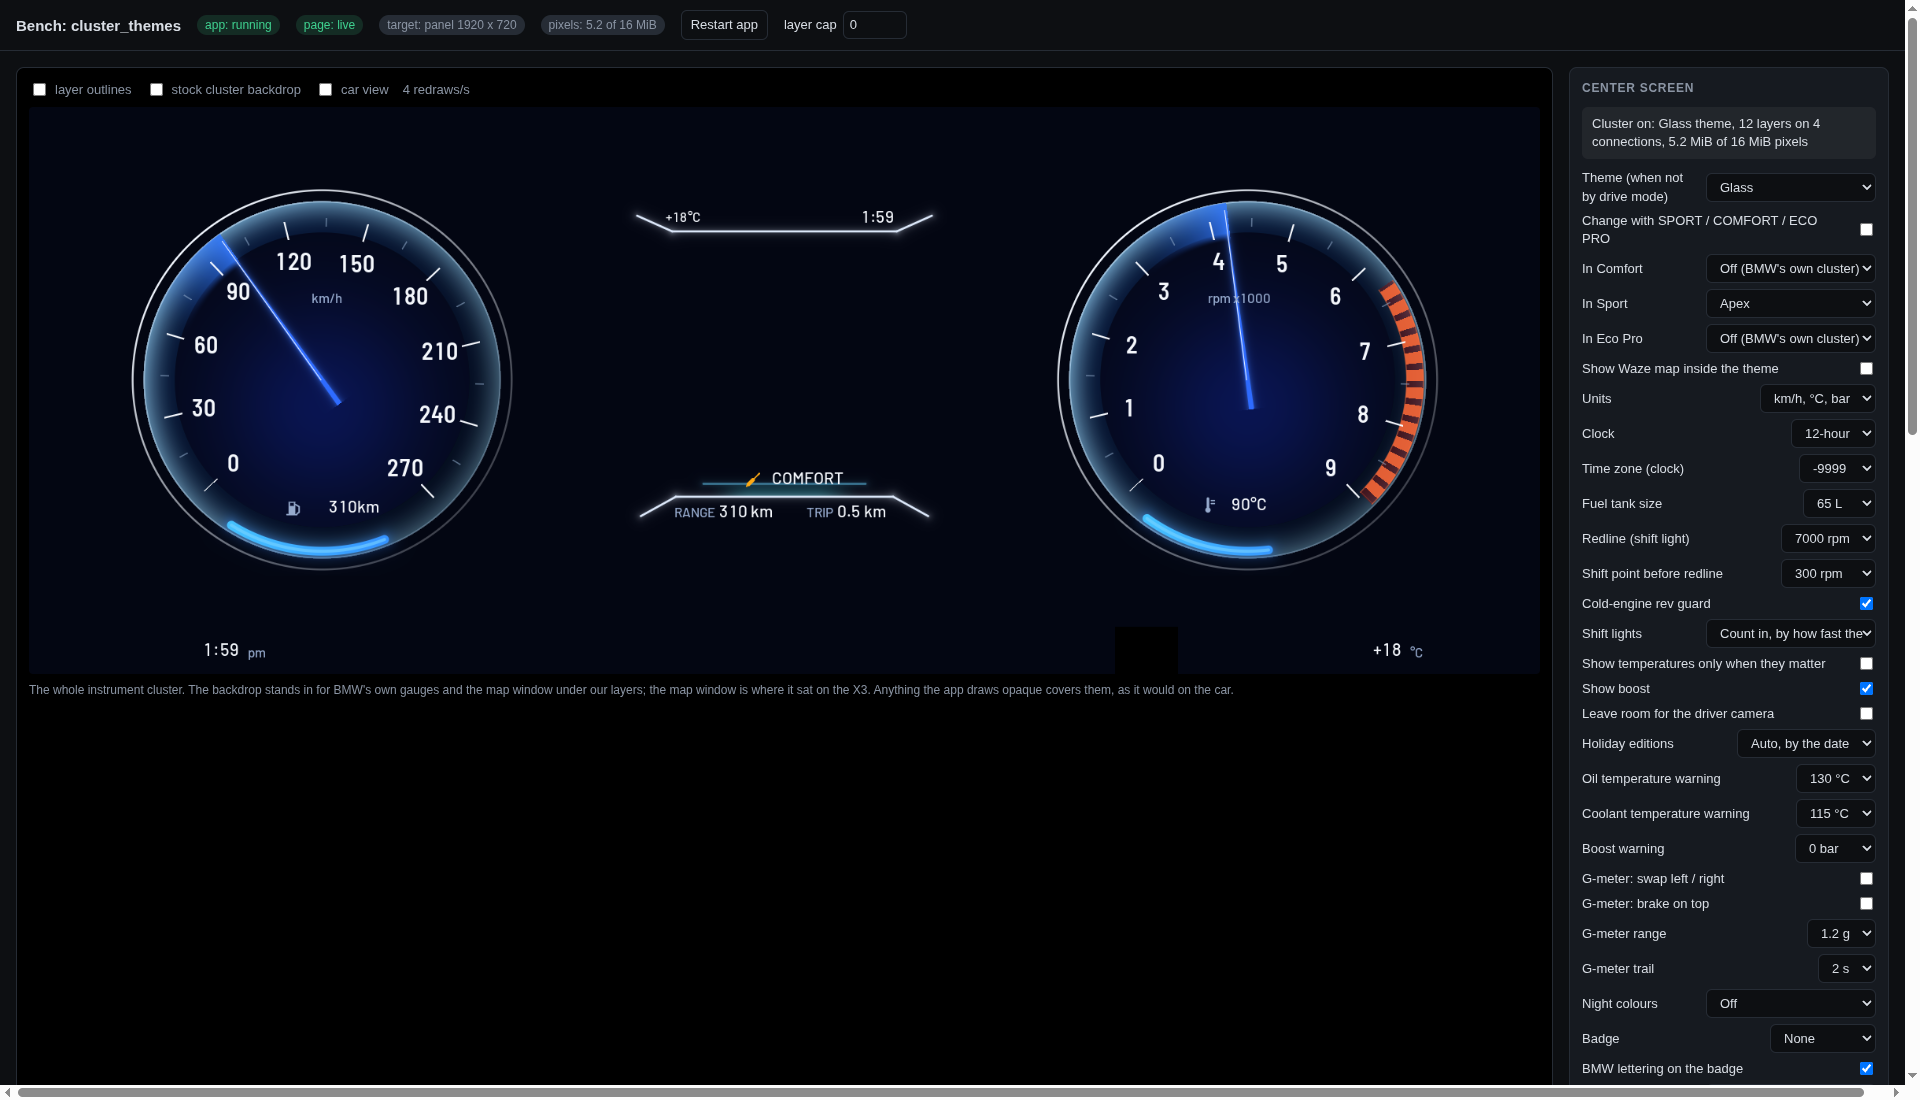 Bench: cluster_themes
app: running
page: live
target: panel 1920 x 720
pixels: 5.2 of 16 MiB
Restart app
layer cap
0
layer outlines
stock cluster backdrop
car view
4 redraws/s
0
30
60
90
120
150
180
210
240
270
km/h
310km
+18°C
1:59
COMFORT
RANGE 310 km
TRIP 0.5 km
0
1
2
3
4
5
6
7
8
9
rpm x1000
90°C
1:59 pm
+18 °C
The whole instrument cluster. The backdrop stands in for BMW's own gauges and the map window under our layers; the map window is where it sat on the X3. Anything the app draws opaque covers them, as it would on the car.
CENTER SCREEN
Cluster on: Glass theme, 12 layers on 4
connections, 5.2 MiB of 16 MiB pixels
Theme (when not
by drive mode)
Glass
Change with SPORT / COMFORT / ECO
PRO
In Comfort
Off (BMW's own cluster)
In Sport
Apex
In Eco Pro
Off (BMW's own cluster)
Show Waze map inside the theme
Units
km/h, °C, bar
Clock
12-hour
Time zone (clock)
-9999
Fuel tank size
65 L
Redline (shift light)
7000 rpm
Shift point before redline
300 rpm
Cold-engine rev guard
Shift lights
Count in, by how fast the
Show temperatures only when they matter
Show boost
Leave room for the driver camera
Holiday editions
Auto, by the date
Oil temperature warning
130 °C
Coolant temperature warning
115 °C
Boost warning
0 bar
G-meter: swap left / right
G-meter: brake on top
G-meter range
1.2 g
G-meter trail
2 s
Night colours
Off
Badge
None
BMW lettering on the badge